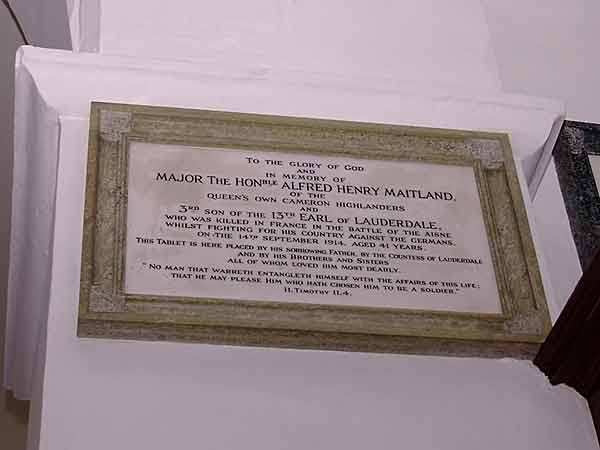 To the glory of God
and
in memory of
Major The Honble Alfred Henry Maitland,
of the
Queen's Own Cameron Highlanders
and
3rd son of the 13th Earl of Lauderdale,
who was killed in France in the Battle of the Aisne
whilst fighting for his country against the Germans.
on the 14th September 1914. aged 41 years.
This Tablet is here placed by his sorrowing Father, by the Countess of Lauderdale
and by his Brothers and Sisters
all of whom loved him most dearly.
"No man that warreth entangleth himself with the affairs of this life;
that he may please Him who hath chosen him to be a soldier."
II. Timothy II.4.